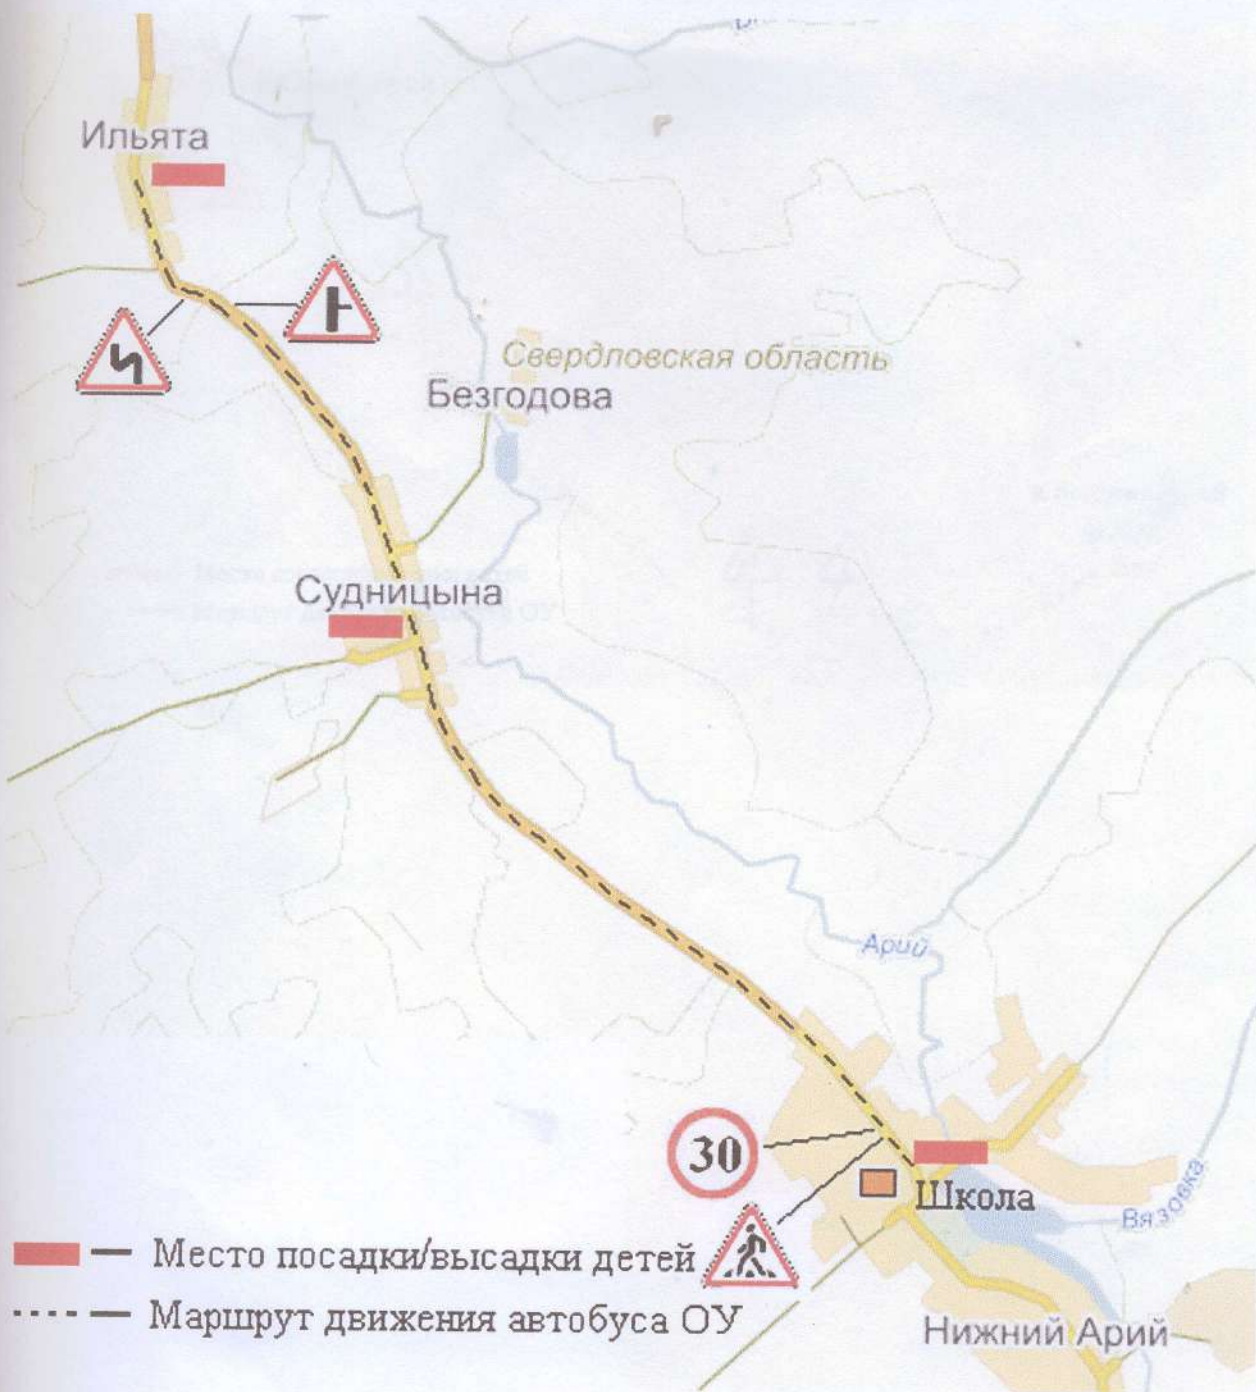 Ильята
Свердловская область
Безгодова
Судницына
Арий
30
Школа
Вязовка
Место посадки/высадки детей
Маршрут движения автобуса ОУ
Нижний Арий